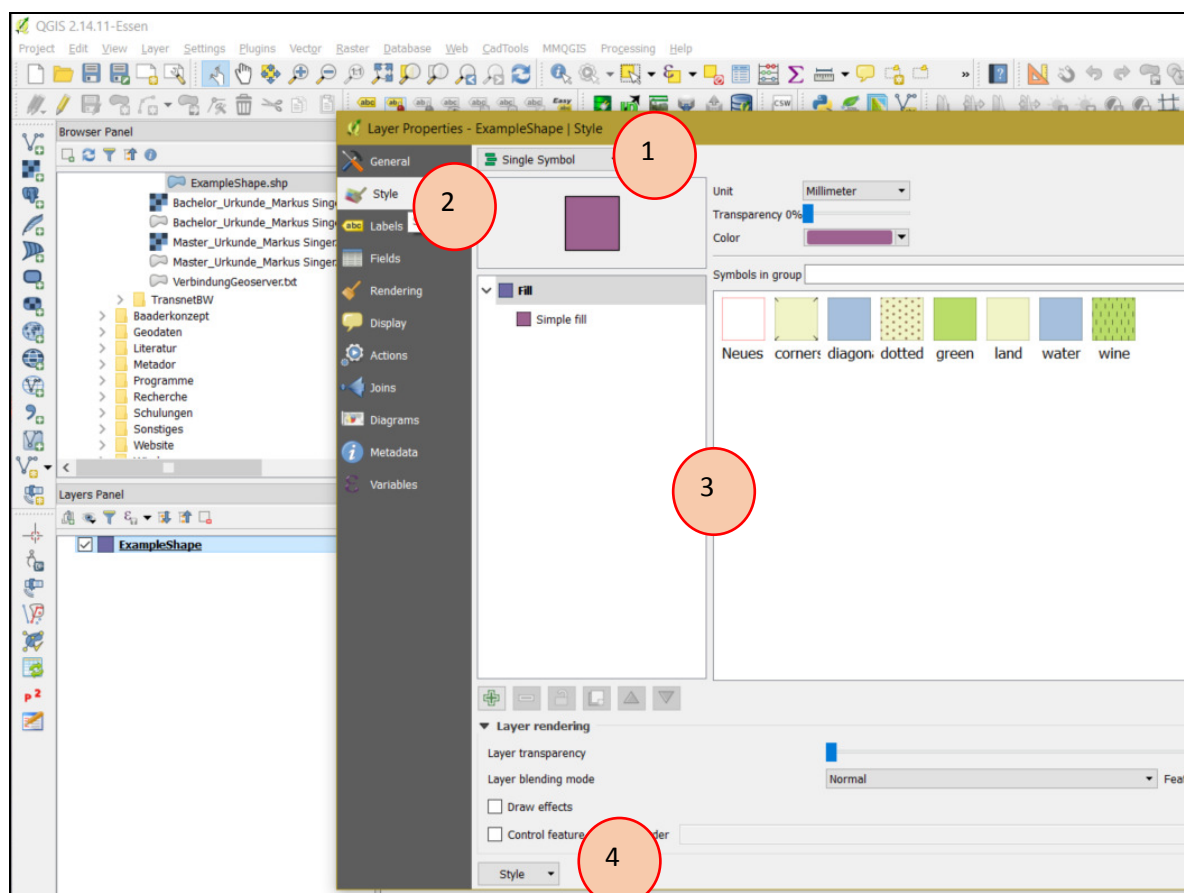 QGIS 2.14.11-Essen
Project Edit View Layer Settings Plugins Vector Raster Database Web CadTools MMQGIS Processing Help
Browser Panel
ExampleShape.shp
Bachelor_Urkunde_Markus Sing
Bachelor_Urkunde_Markus Sing
Master_Urkunde_Markus Singer
Master_Urkunde_Markus Singer
VerbindungGeoserver.txt
TransnetBW
Baaderkonzept
Geodaten
Literatur
Metador
Programme
Recherche
Schulungen
Sonstiges
Website
Layers Panel
ExampleShape
Layer Properties - ExampleShape | Style
General
Style
Labels
Fields
Rendering
Display
Actions
Joins
Diagrams
Metadata
Variables
Single Symbol
1
2
Unit Millimeter
Transparency 0%
Color
Symbols in group
Fill
Simple fill
Neues corners diagon dotted green land water wine
3
Layer rendering
Layer transparency
Layer blending mode Normal
Draw effects
Control feature
Style
4
CSW